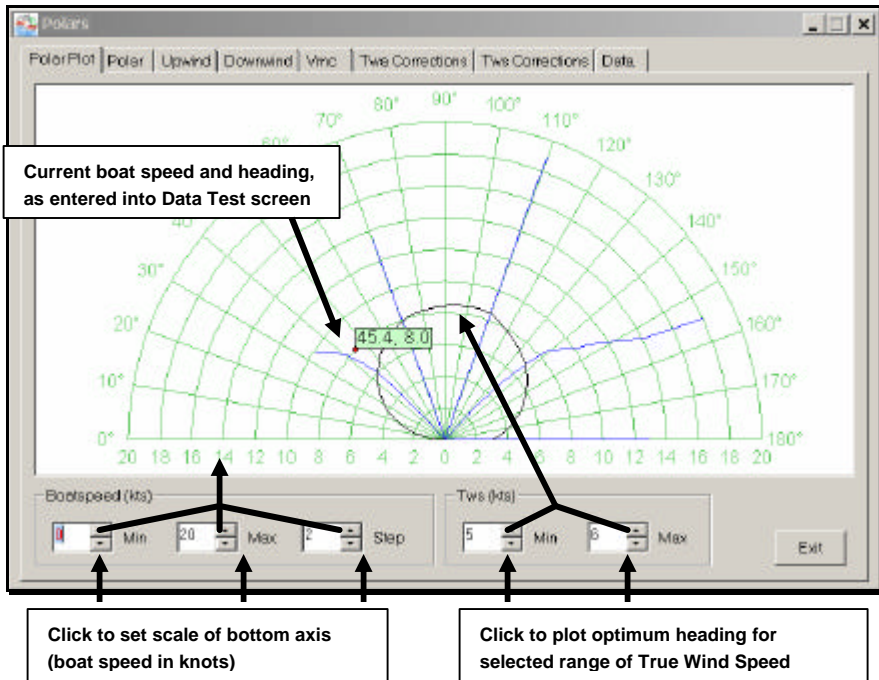 Polars
PolarPlot Polar Upwind Downwind Vmc Twa Corrections Tws Corrections Data
80° 90° 100°
70° 110°
120°
Current boat speed and heading,
as entered into Data Test screen
130°
40 140°
30° 150°
45.4, 8.0
20° 160°
10° 170°
0° 180°
20 18 16 14 12 10 8 6 4 2 0 2 4 6 8 10 12 14 16 18 20
Boatspeed (kts) Tws (kts)
0 Min 20 Max 2 Step 5 Min 6 Max Exit
Click to set scale of bottom axis
(boat speed in knots)
Click to plot optimum heading for
selected range of True Wind Speed